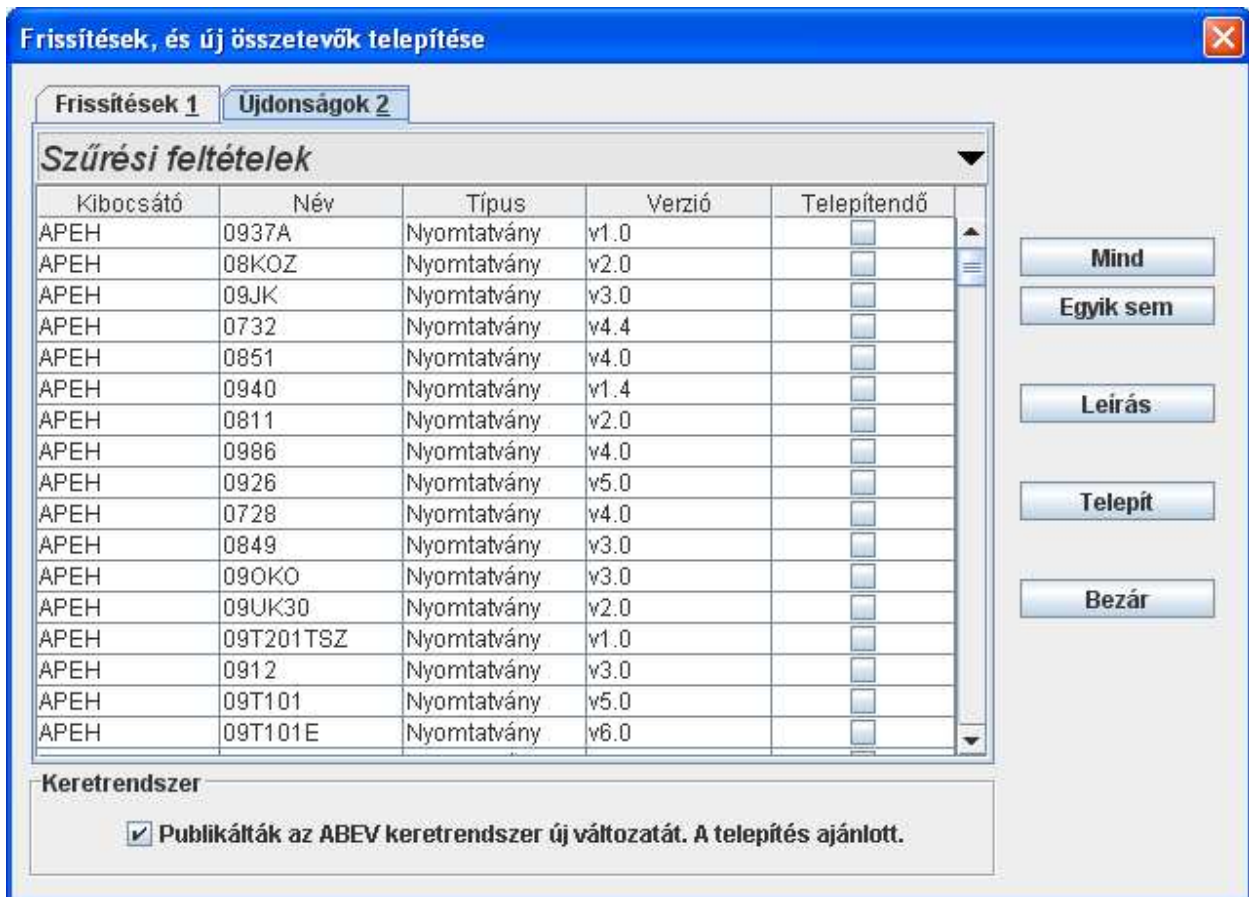 Frissítések, és új összetevők telepítése
Frissítések 1 Újdonságok 2
Szűrési feltételek
Kibocsátó Név Típus Verzió Telepítendő
APEH 0937A Nyomtatvány v1.0
APEH 08KOZ Nyomtatvány v2.0
APEH 09JK Nyomtatvány v3.0
APEH 0732 Nyomtatvány v4.4
APEH 0851 Nyomtatvány v4.0
APEH 0940 Nyomtatvány v1.4
APEH 0811 Nyomtatvány v2.0
APEH 0986 Nyomtatvány v4.0
APEH 0926 Nyomtatvány v5.0
APEH 0728 Nyomtatvány v4.0
APEH 0849 Nyomtatvány v3.0
APEH 09OKO Nyomtatvány v3.0
APEH 09UK30 Nyomtatvány v2.0
APEH 09T201TSZ Nyomtatvány v1.0
APEH 0912 Nyomtatvány v3.0
APEH 09T101 Nyomtatvány v5.0
APEH 09T101E Nyomtatvány v6.0
Mind
Egyik sem
Leírás
Telepít
Bezár
Keretrendszer
Publikálták az ABEV keretrendszer új változatát. A telepítés ajánlott.